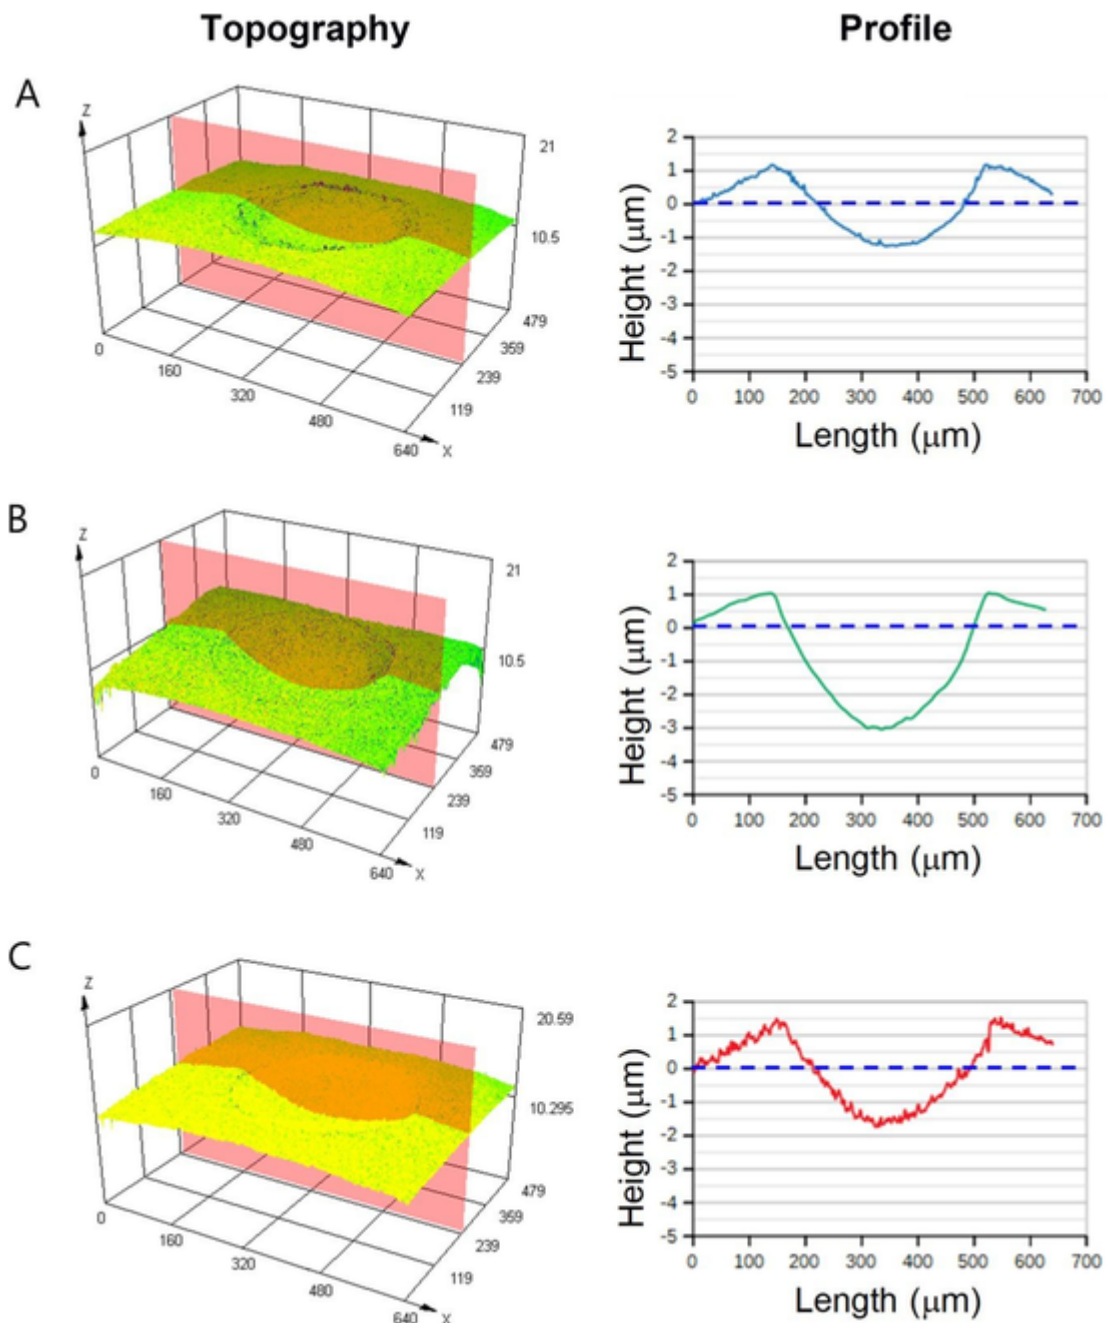 Topography
Profile
A
Z
21
10.5
479
359
239
119
0
160
320
480
640
X
2
1
0
-1
-2
-3
-4
-5
0 100 200 300 400 500 600 700
Height (μm)
Length (μm)
B
Z
21
10.5
479
359
239
119
0
160
320
480
640
X
2
1
0
-1
-2
-3
-4
-5
0 100 200 300 400 500 600 700
Height (μm)
Length (μm)
C
Z
20.59
10.295
479
359
239
119
0
160
320
480
640
X
2
1
0
-1
-2
-3
-4
-5
0 100 200 300 400 500 600 700
Height (μm)
Length (μm)